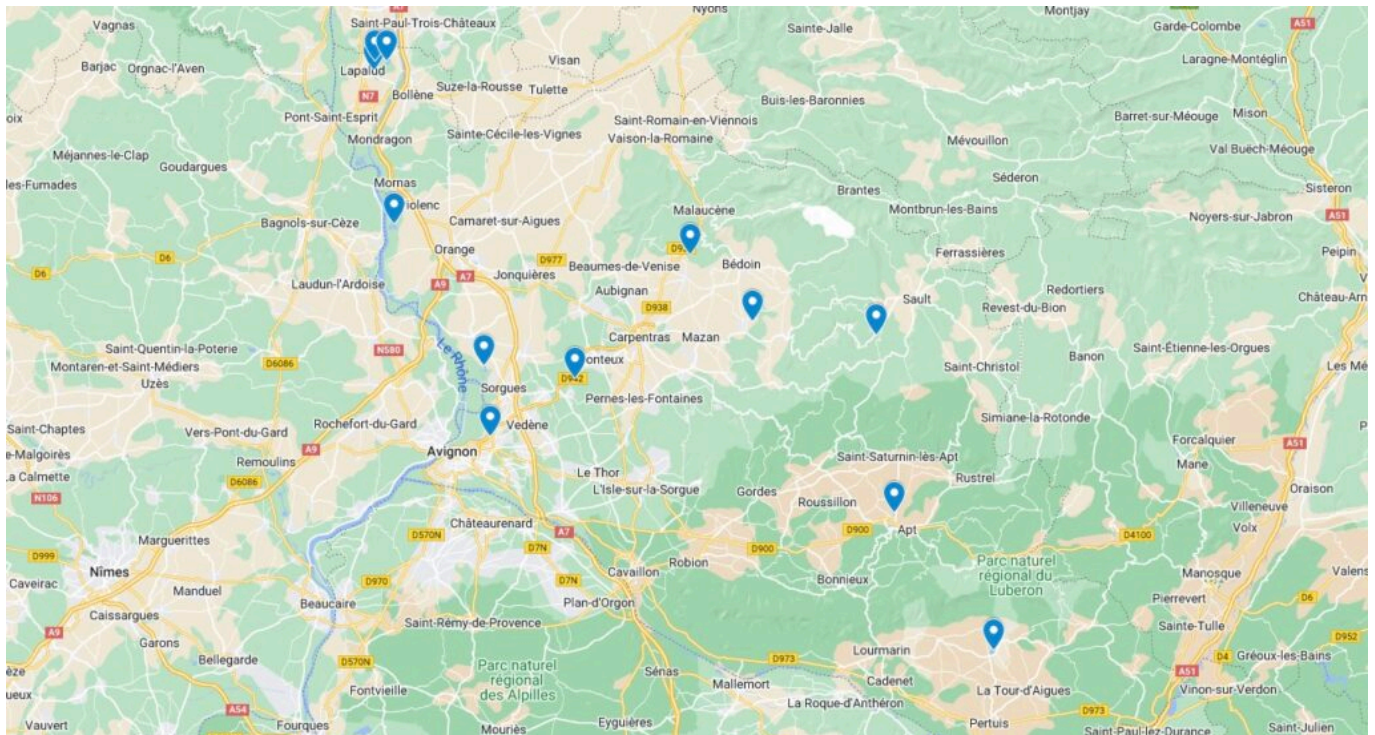 Nyons
Montjay
Vagnas
Saint-Paul-Trois-Châteaux
A7
Sainte-Jalle
Garde-Colombe
A51
Barjac
Orgnac-l'Aven
Lapalud
Visan
Laragne-Montéglin
N7
Bollène
Suze-la-Rousse
Tulette
Buis-les-Baronnies
oix
Pont-Saint-Esprit
Saint-Romain-en-Viennois
Barret-sur-Méouge
Mison
Mondragon
Sainte-Cécile-les-Vignes
Vaison-la-Romaine
Mévouillon
Val Buëch-Méouge
Méjannes-le-Clap
Goudargues
les-Fumades
Mornas
Brantes
Séderon
Sisteron
iolenc
Malaucène
Montbrun-les-Bains
A51
Bagnols-sur-Cèze
Camaret-sur-Aigues
Noyers-sur-Jabron
Orange
Ferrassières
Peipin
D6
D6
D977
Beaumes-de-Venise
Bédoin
Jonquières
A7
A9
Laudun-l'Ardoise
Aubignan
Redortiers
Château-Arn
D938
Sault
Revest-du-Bion
Carpentras
Mazan
Saint-Quentin-la-Poterie
N580
Le Rhône
onteux
Saint-Étienne-les-Orgues
Montaren-et-Saint-Médiers
D6086
Banon
Les Mé
Uzès
Saint-Christol
D942
Sorgues
Pernes-les-Fontaines
Simiane-la-Rotonde
Saint-Chaptes
Vers-Pont-du-Gard
Rochefort-du-Gard
Vedène
Forcalquier
A51
e-Malgoirès
A9
Avignon
Saint-Saturnin-lès-Apt
Remoulins
Mane
a Calmette
D6086
Le Thor
Rustrel
Oraison
N106
L'Isle-sur-la-Sorgue
Gordes
Roussillon
Villeneuve
Châteaurenard
Volx
A7
D900
Apt
D4100
D570N
Marguerittes
D7N
D900
D999
Nîmes
Robion
Parc naturel
régional du
Luberon
Cavaillon
Manosque
Valens
Caveirac
Manduel
D970
D7N
Bonnieux
Beaucaire
Plan-d'Orgon
Pierrevert
D6
Caissargues
Saint-Rémy-de-Provence
Sainte-Tulle
A9
D952
Garons
Lourmarin
D4
Gréoux-les-Bains
Bellegarde
D570N
Parc naturel
régional
des Alpilles
D973
Sénas
A51
èze
Mallemort
Cadenet
ueux
Fontvieille
La Tour-d'Aigues
Vinon-sur-Verdon
La Roque-d'Anthéron
A54
D973
Vauvert
Fourques
Mouriès
Eyguières
Pertuis
Saint-Paul-lez-Durance
Saint-Julien